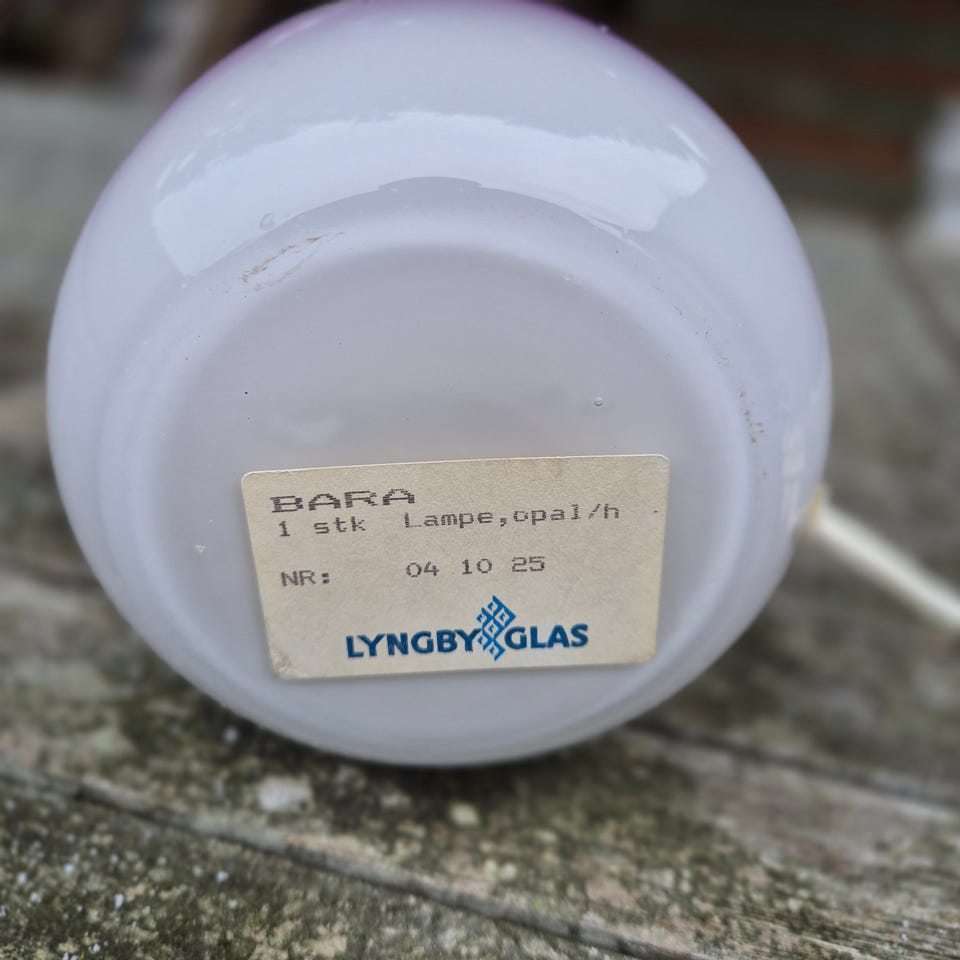 BARA
1 stk Lampe,opal/h
NR: 04 10 25
LYNGBY GLAS